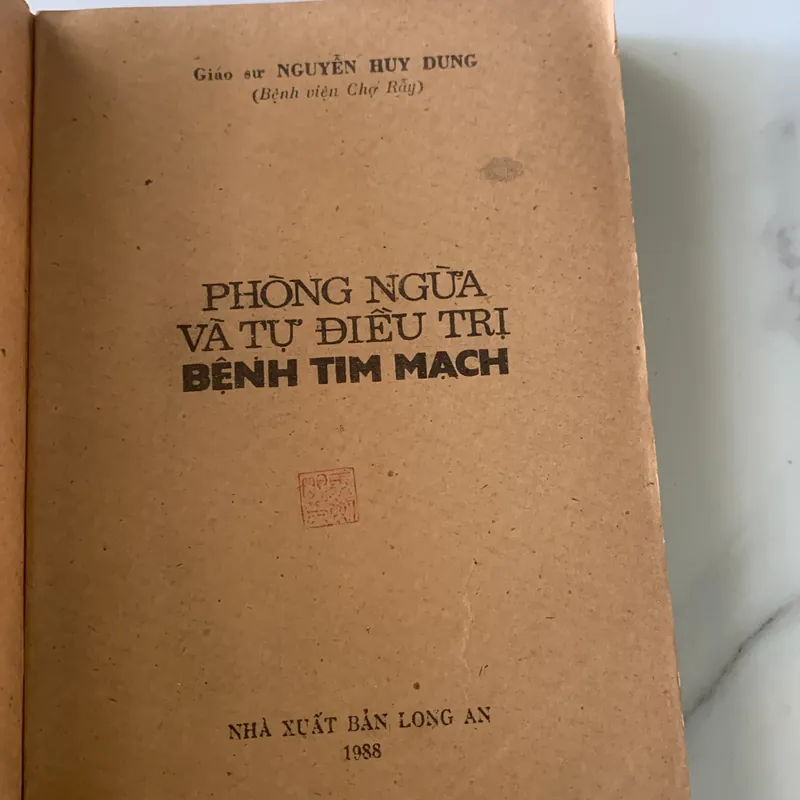 Giáo sư NGUYỄN HUY DUNG
(Bệnh viện Chợ Rẫy)
PHÒNG NGỪA
VÀ TỰ ĐIỀU TRỊ
BỆNH TIM MẠCH
NHÀ XUẤT BẢN LONG AN
1988